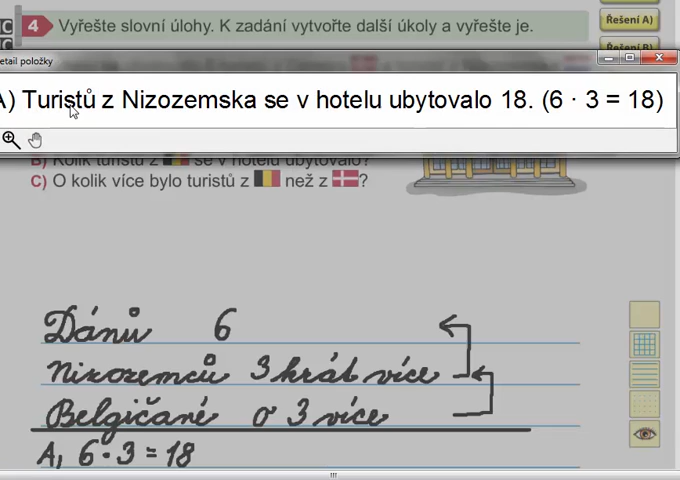 4 Vyřešte slovní úlohy. K zadání vytvořte další úkoly a vyřešte je.
Řešení A)
Řešení B)
etail položky
A) Turistů z Nizozemska se v hotelu ubytovalo 18. (6 · 3 = 18)
B) Kolik turistů z se v hotelu ubytovalo?
C) O kolik více bylo turistů z než z ?
Dánů 6
Nizozemců 3 krát více
Belgičané o 3 více
A, 6 · 3 = 18